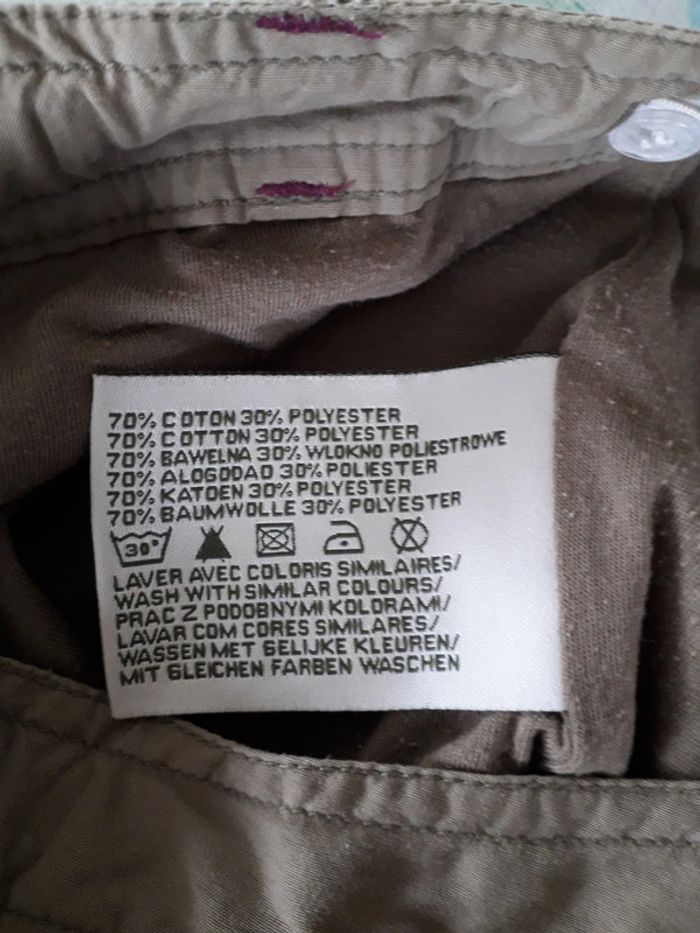 70% COTON 30% POLYESTER
70% COTTON 30% POLYESTER
70% BAWELNA 30% WLOKNO POLIESTROWE
70% ALOGODAO 30% POLIESTER
70% KATOEN 30% POLYESTER
70% BAUMWOLLE 30% POLYESTER
30°
LAVER AVEC COLORIS SIMILAIRES/
WASH WITH SIMILAR COLOURS/
PRAC Z PODOBNYMI KOLORAMI/
LAVAR COM CORES SIMILARES/
WASSEN MET GELIJKE KLEUREN/
MIT GLEICHEN FARBEN WASCHEN